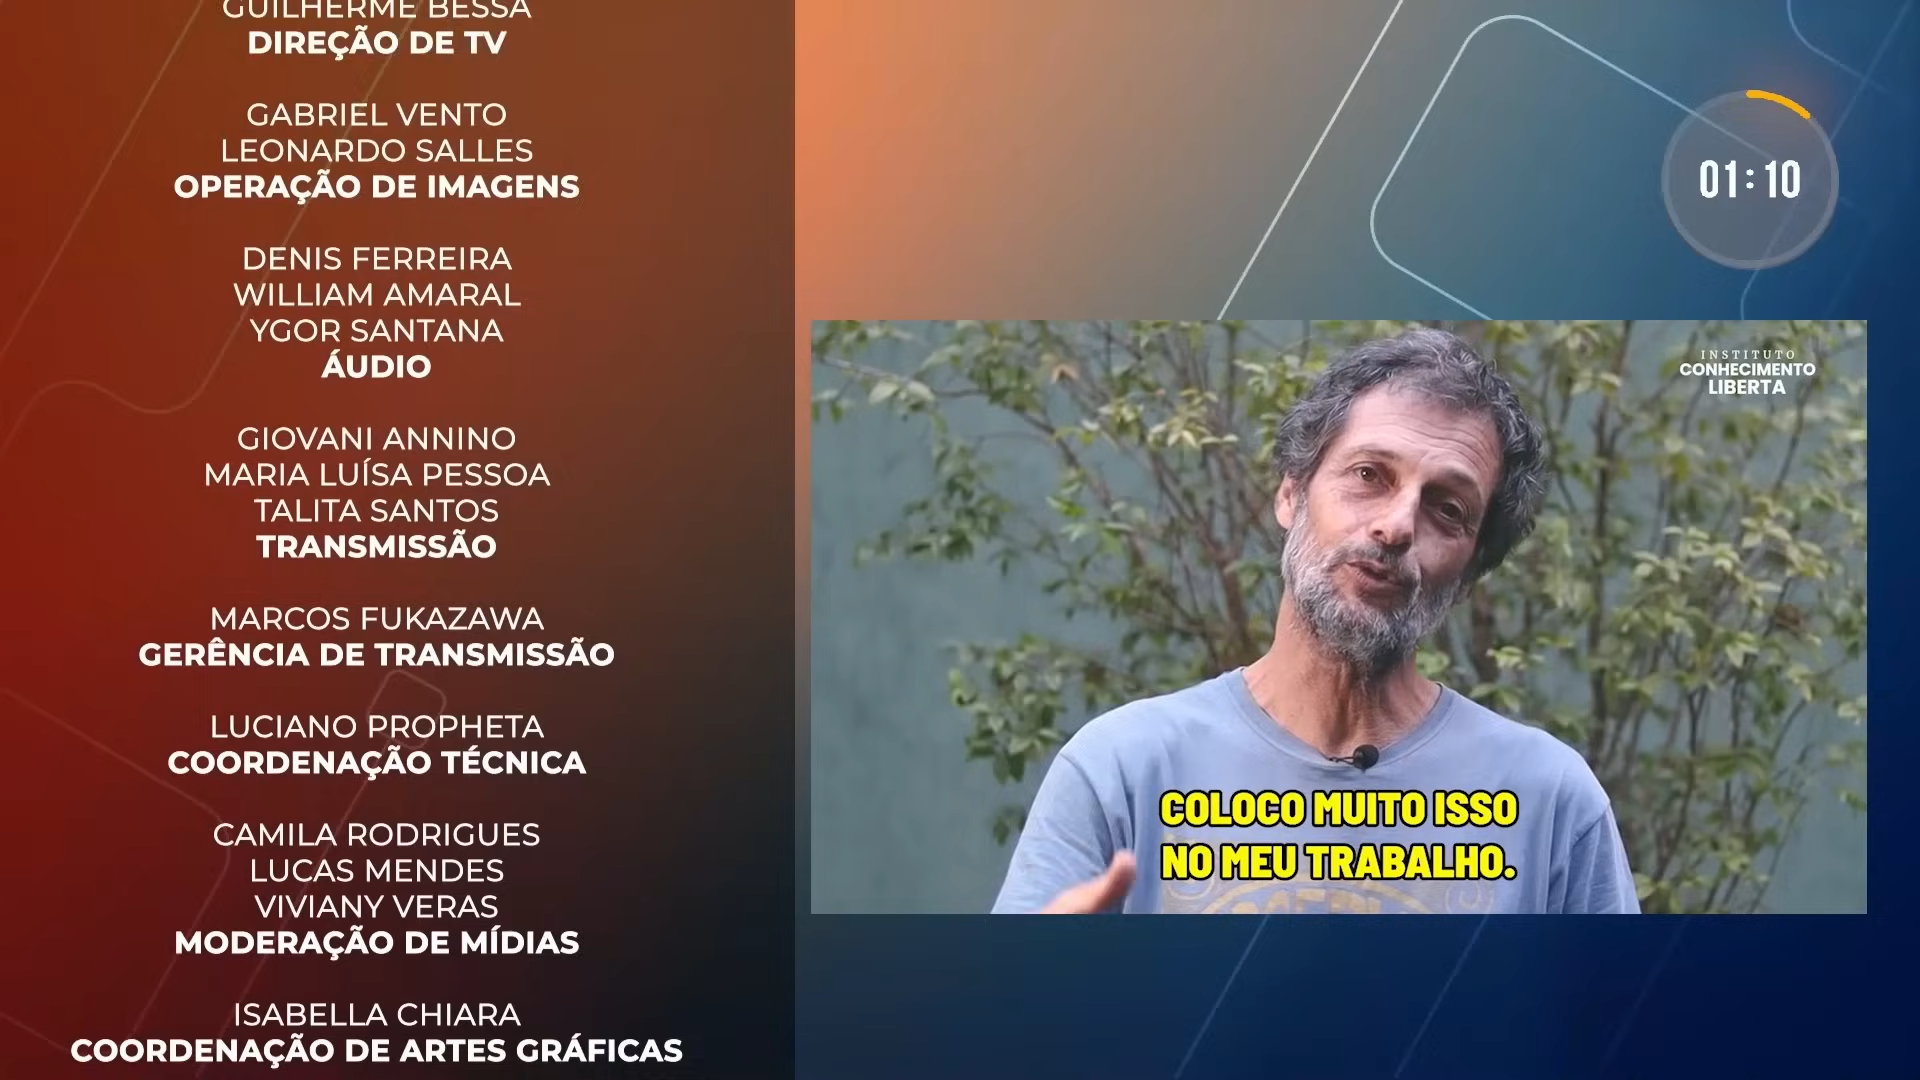 GUILHERME BESSA
DIREÇÃO DE TV
GABRIEL VENTO
LEONARDO SALLES
OPERAÇÃO DE IMAGENS
DENIS FERREIRA
WILLIAM AMARAL
YGOR SANTANA
ÁUDIO
GIOVANI ANNINO
MARIA LUÍSA PESSOA
TALITA SANTOS
TRANSMISSÃO
MARCOS FUKAZAWA
GERÊNCIA DE TRANSMISSÃO
LUCIANO PROPHETA
COORDENAÇÃO TÉCNICA
CAMILA RODRIGUES
LUCAS MENDES
VIVIANY VERAS
MODERAÇÃO DE MÍDIAS
ISABELLA CHIARA
COORDENAÇÃO DE ARTES GRÁFICAS
01:10
INSTITUTO
CONHECIMENTO
LIBERTA
COLOCO MUITO ISSO
NO MEU TRABALHO.